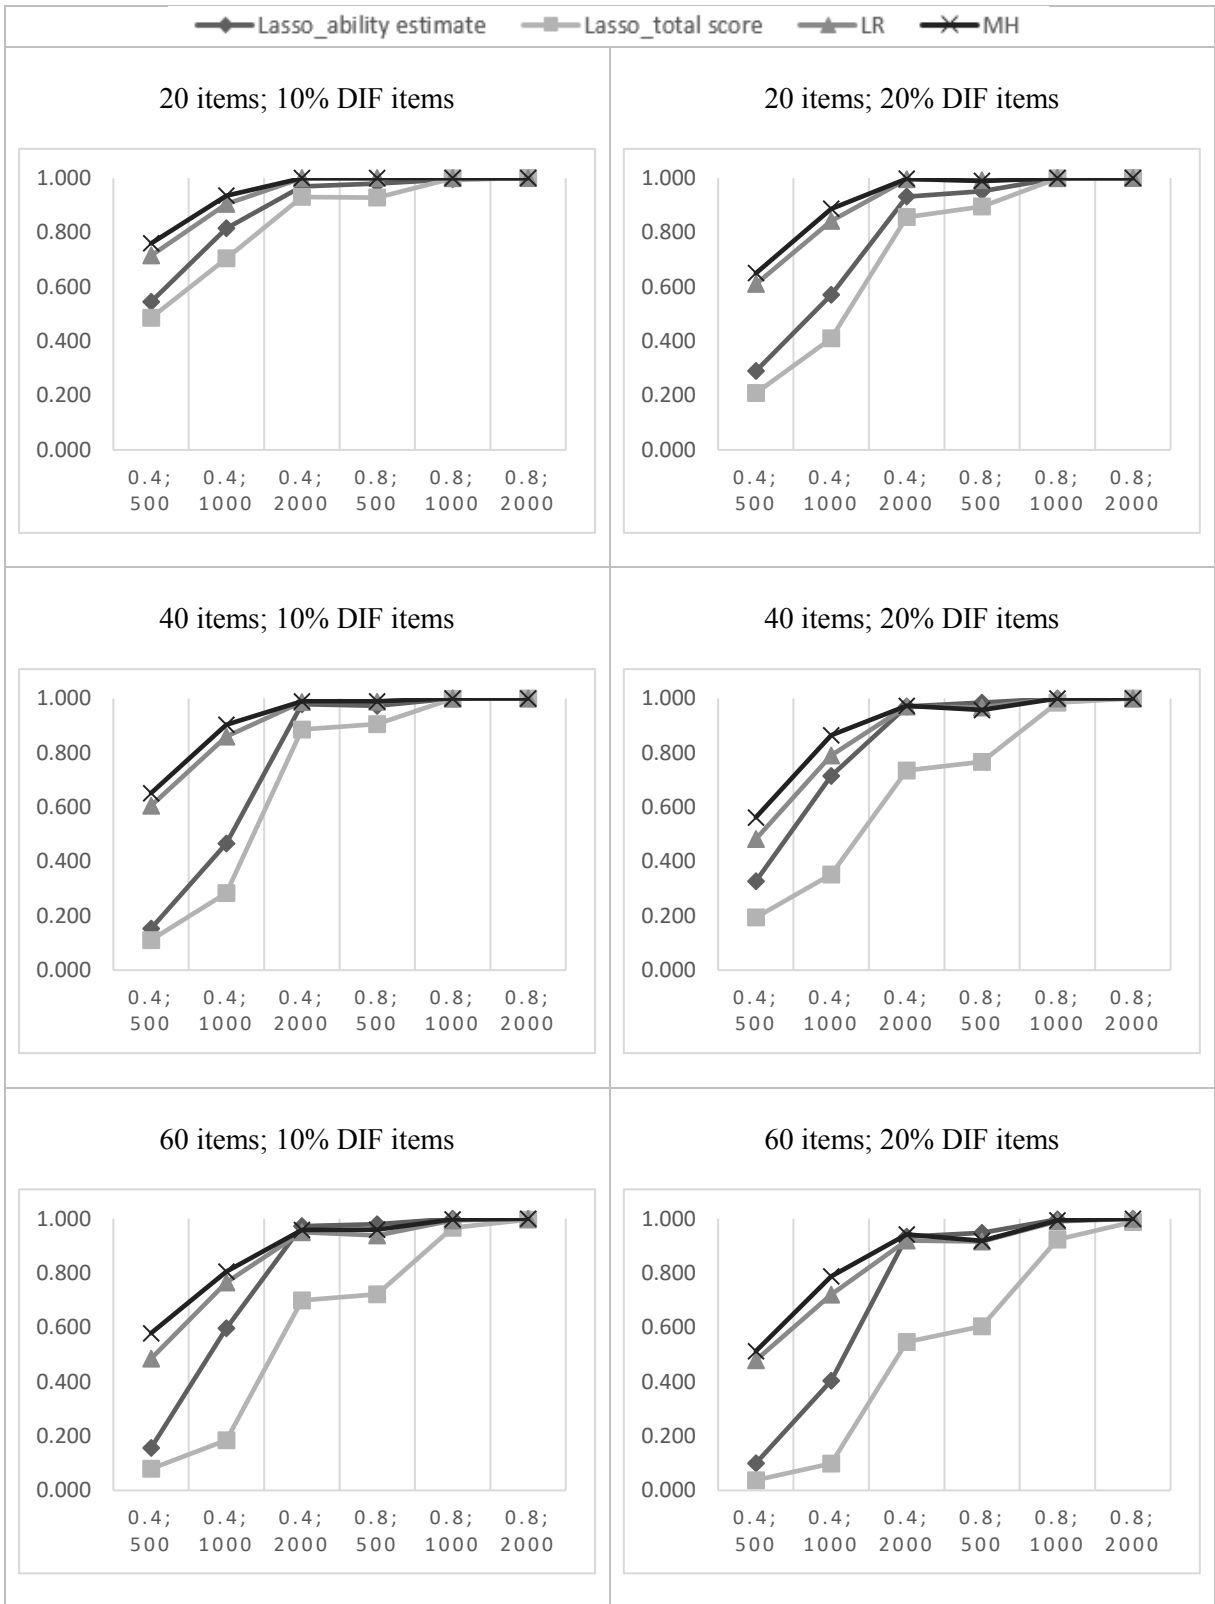 Lasso_ability estimate Lasso_total score LR MH
20 items; 10% DIF items
1.000
0.800
0.600
0.400
0.200
0.000
0.4; 0.4; 0.4; 0.8; 0.8; 0.8;
500 1000 2000 500 1000 2000
20 items; 20% DIF items
1.000
0.800
0.600
0.400
0.200
0.000
0.4; 0.4; 0.4; 0.8; 0.8; 0.8;
500 1000 2000 500 1000 2000
40 items; 10% DIF items
1.000
0.800
0.600
0.400
0.200
0.000
0.4; 0.4; 0.4; 0.8; 0.8; 0.8;
500 1000 2000 500 1000 2000
40 items; 20% DIF items
1.000
0.800
0.600
0.400
0.200
0.000
0.4; 0.4; 0.4; 0.8; 0.8; 0.8;
500 1000 2000 500 1000 2000
60 items; 10% DIF items
1.000
0.800
0.600
0.400
0.200
0.000
0.4; 0.4; 0.4; 0.8; 0.8; 0.8;
500 1000 2000 500 1000 2000
60 items; 20% DIF items
1.000
0.800
0.600
0.400
0.200
0.000
0.4; 0.4; 0.4; 0.8; 0.8; 0.8;
500 1000 2000 500 1000 2000